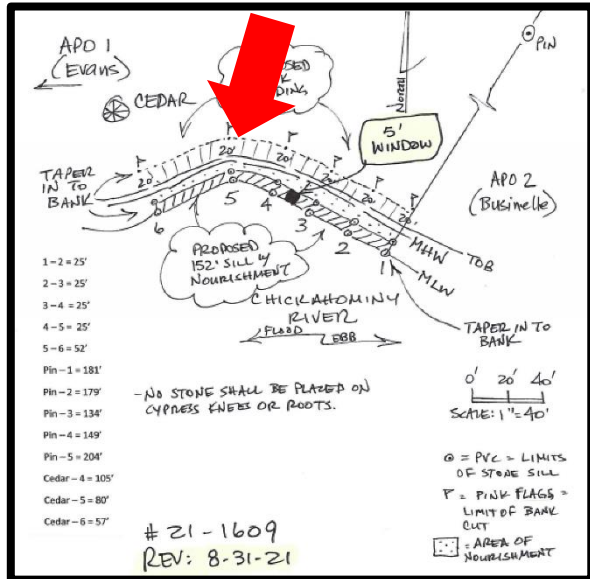 APO 1
(Evans)
CEDAR
5'
WINDOW
PIN
APO 2
(Businelle)
TAPER
IN TO
BANK
20'
20'
20'
20'
20'
1
2
3
4
5
6
MHW
TOB
MLW
PROPOSED
152' SILL W/
NOURISHMENT
CHICKAHOMINY
RIVER
FLOOD
EBB
TAPER IN TO
BANK
1-2 = 25'
2-3 = 25'
3-4 = 25'
4-5 = 25'
5-6 = 52'
Pin-1 = 181'
Pin-2 = 179'
Pin-3 = 134'
Pin-4 = 149'
Pin-5 = 204'
Cedar-4 = 105'
Cedar-5 = 80'
Cedar-6 = 57'
-NO STONE SHALL BE PLACED ON
CYPRESS KNEES OR ROOTS.
0' 20' 40'
SCALE: 1"=40'
= PVC = LIMITS
OF STONE SILL
= PINK FLAGS =
LIMIT OF BANK
CUT
= AREA OF
NOURISHMENT
# 21-1609
REV: 8-31-21